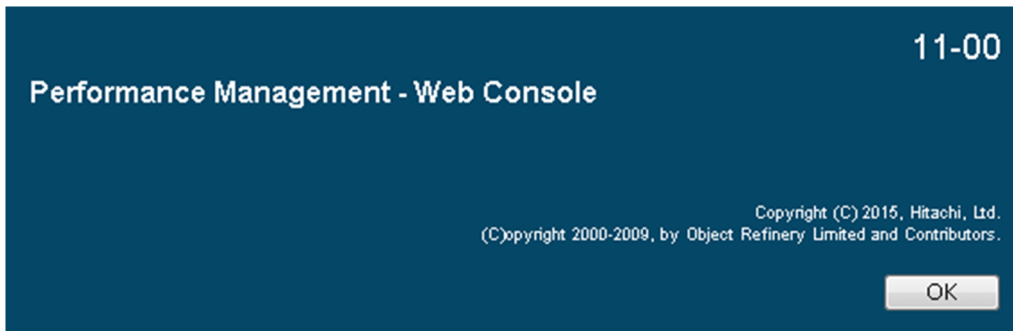 11-00
Performance Management - Web Console
Copyright (C) 2015, Hitachi, Ltd.
(C)opyright 2000-2009, by Object Refinery Limited and Contributors.
OK